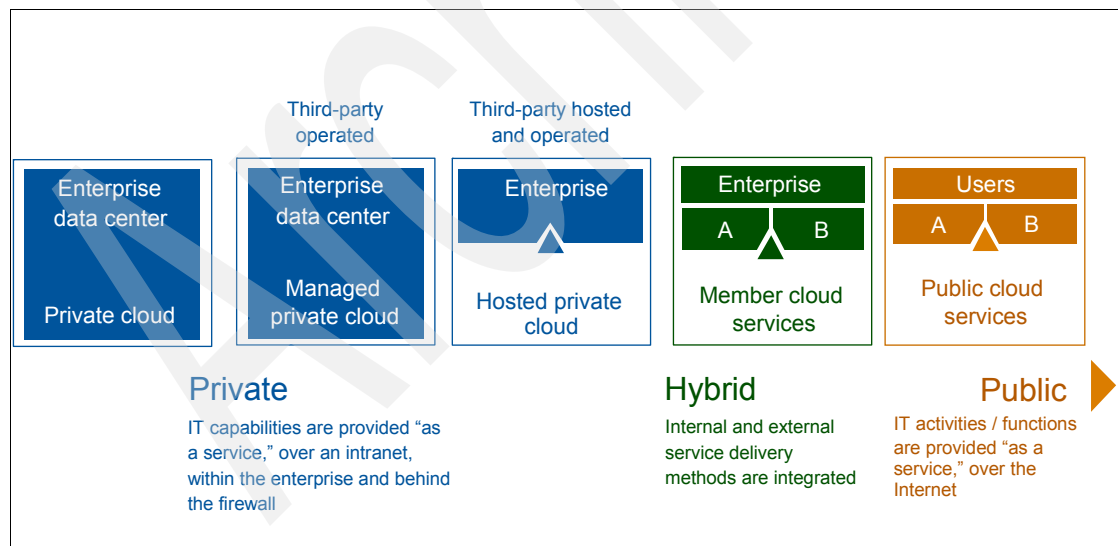 Third-party
operated
Third-party hosted
and operated
Enterprise
data center
Private cloud
Enterprise
data center
Managed
private cloud
Enterprise
Hosted private
cloud
Enterprise
A
B
Member cloud
services
Users
A
B
Public cloud
services
Private
IT capabilities are provided “as
a service,” over an intranet,
within the enterprise and behind
the firewall
Hybrid
Internal and external
service delivery
methods are integrated
Public
IT activities / functions
are provided “as a
service,” over the
Internet